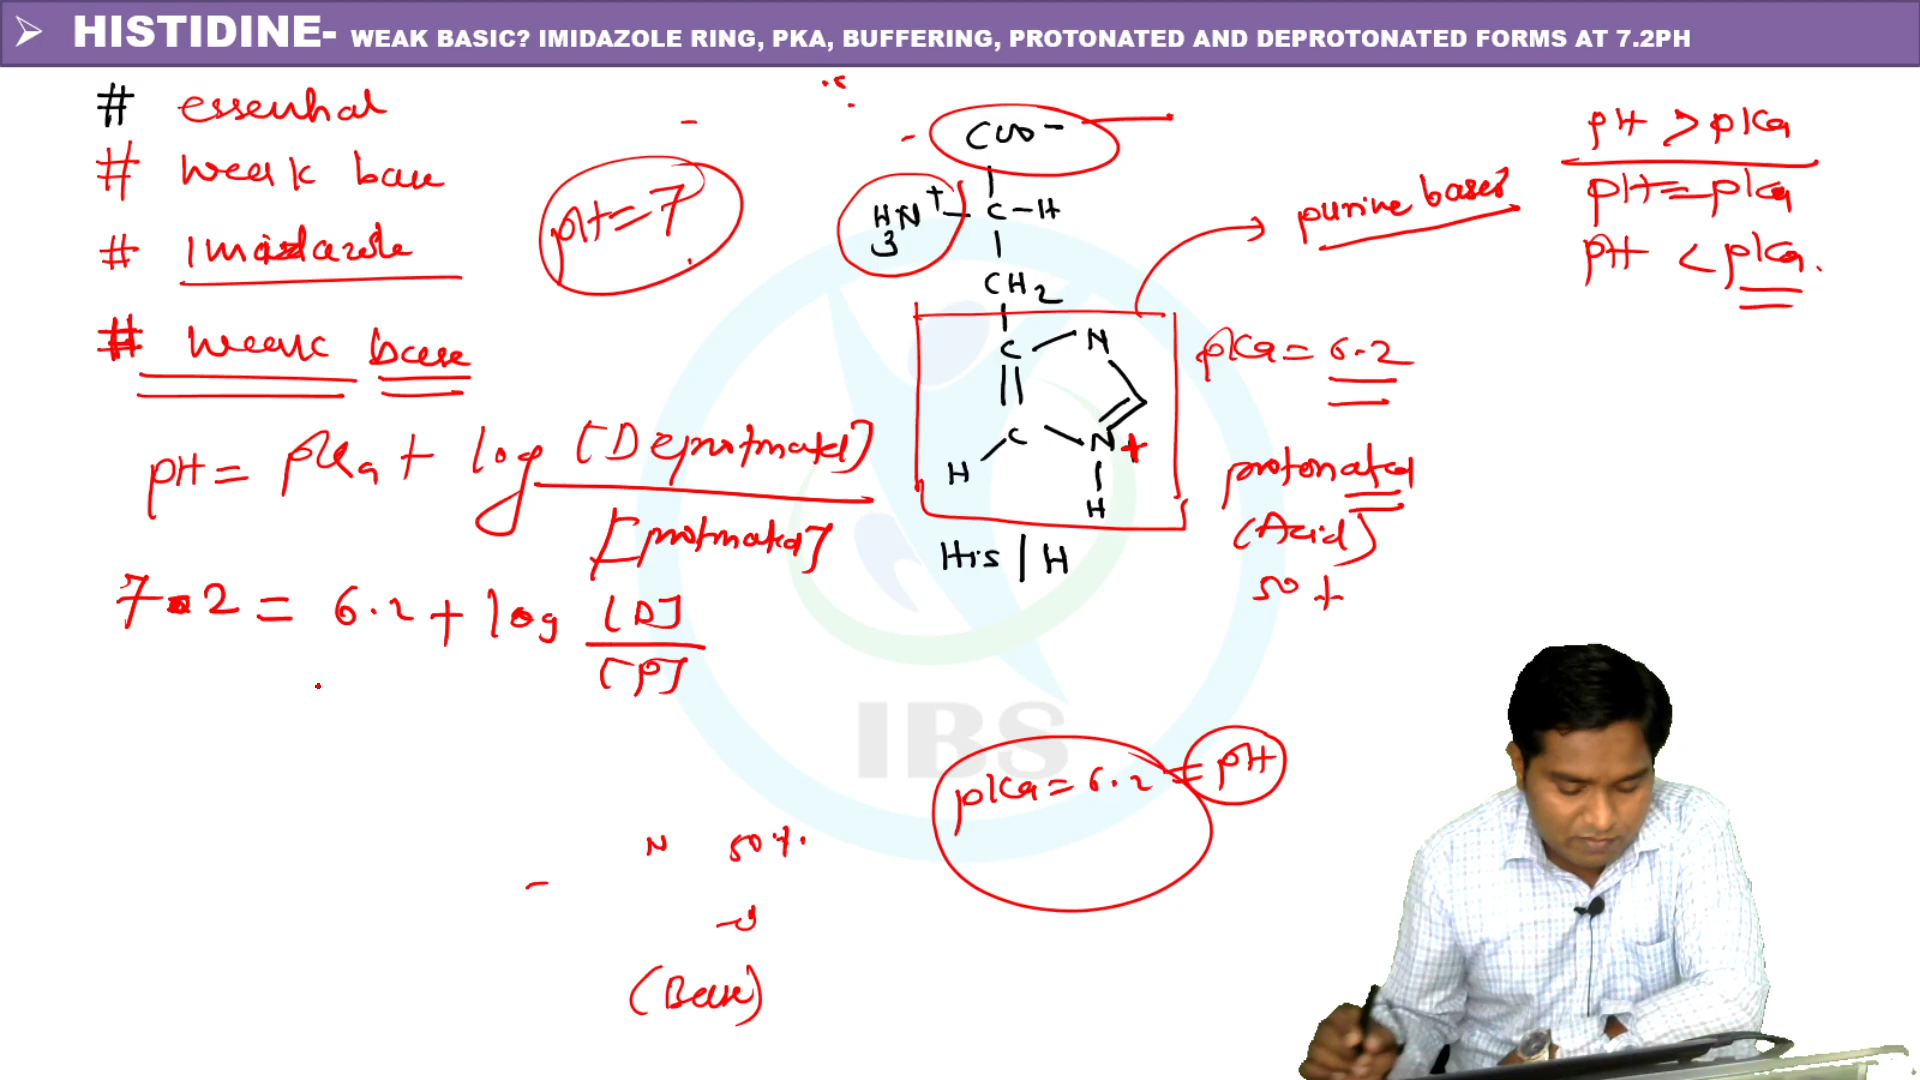 HISTIDINE- WEAK BASIC? IMIDAZOLE RING, PKA, BUFFERING, PROTONATED AND DEPROTONATED FORMS AT 7.2PH
# essential
# weak base
# Imidazole
# weak base
pH = 7
COO-
H3N+ - C - H
CH2
C N
C N+
H
H
His | H
purine bases
pH > pKa
pH = pKa
pH < pKa.
pKa = 6.2
protonated
(Acid)
50 +
pH = pKa + log [Deprotonated]
[protonated]
7.2 = 6.2 + log [D]
[P]
IBS
pKa = 6.2 = pH
N 50%.
(Base)